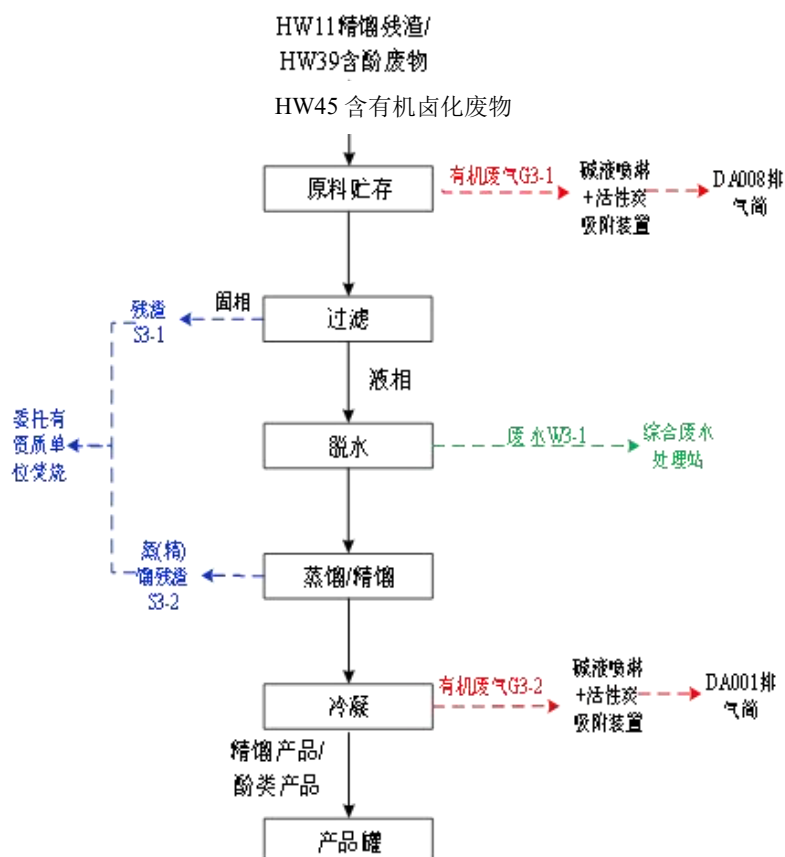 HW11精馏残渣/
HW39含酚废物
HW45 含有机卤化废物
原料贮存
有机废气G3-1
碱液喷淋
+活性炭
吸附装置
DA008排
气筒
残渣
S3-1
固相
过滤
液相
委托有
资质单
位焚烧
脱水
废水W3-1
综合废水
处理站
蒸(精)
馏残渣
S3-2
蒸馏/精馏
冷凝
有机废气G3-2
碱液喷淋
+活性炭
吸附装置
DA001排
气筒
精馏产品/
酚类产品
产品罐